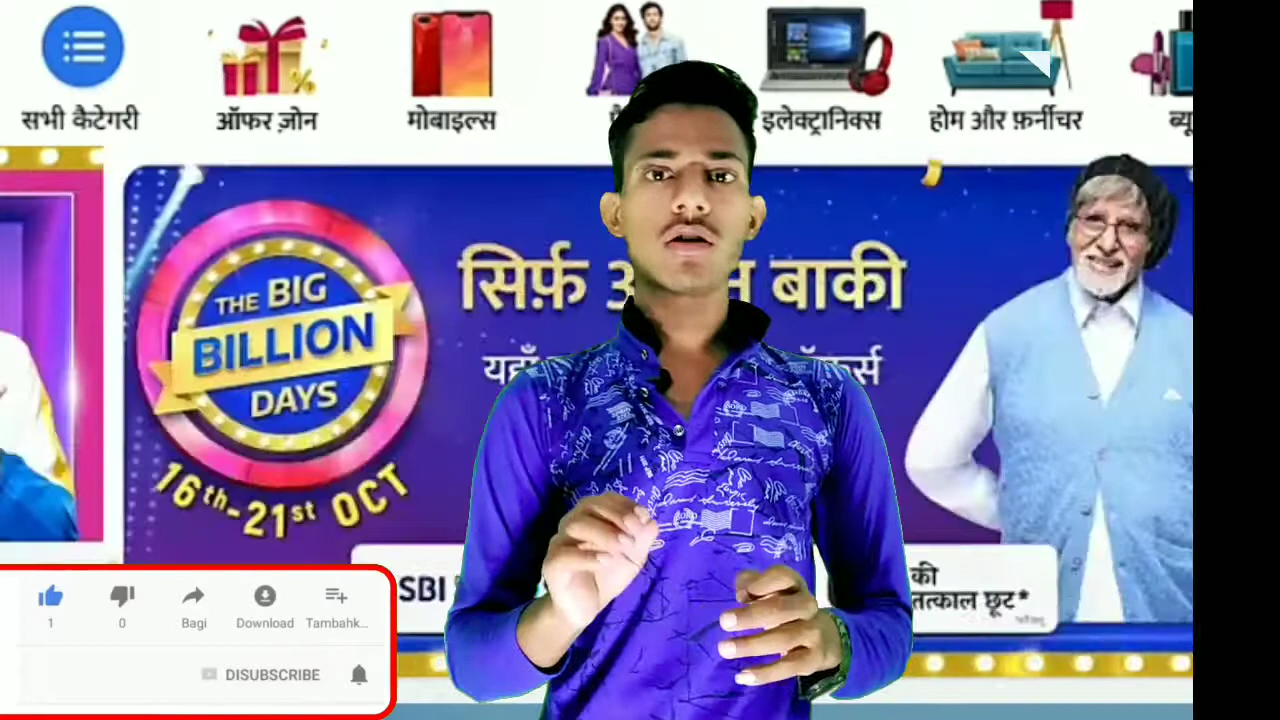 सभी कैटेगरी
ऑफर ज़ोन
मोबाइल्स
इलेक्ट्रानिक्स
होम और फ़र्नीचर
THE BIG
BILLION
DAYS
16th-21st OCT
सिर्फ़
बाकी
SBI
की
तत्काल छूट*
1
0
Bagi
Download
Tambahk...
DISUBSCRIBE